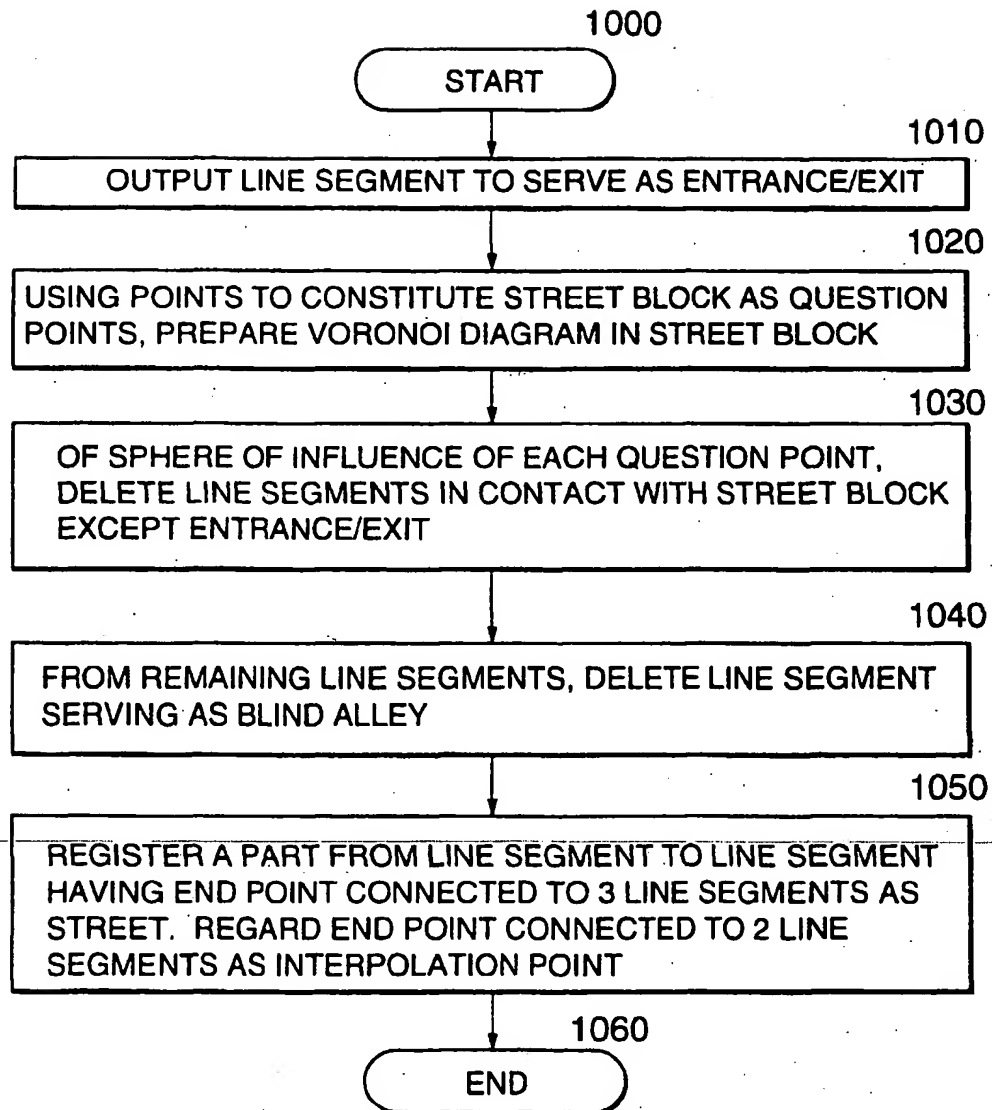 1000
START
1010
OUTPUT LINE SEGMENT TO SERVE AS ENTRANCE/EXIT
1020
USING POINTS TO CONSTITUTE STREET BLOCK AS QUESTION
POINTS, PREPARE VORONOI DIAGRAM IN STREET BLOCK
1030
OF SPHERE OF INFLUENCE OF EACH QUESTION POINT,
DELETE LINE SEGMENTS IN CONTACT WITH STREET BLOCK
EXCEPT ENTRANCE/EXIT
1040
FROM REMAINING LINE SEGMENTS, DELETE LINE SEGMENT
SERVING AS BLIND ALLEY
1050
REGISTER A PART FROM LINE SEGMENT TO LINE SEGMENT
HAVING END POINT CONNECTED TO 3 LINE SEGMENTS AS
STREET. REGARD END POINT CONNECTED TO 2 LINE
SEGMENTS AS INTERPOLATION POINT
1060
END